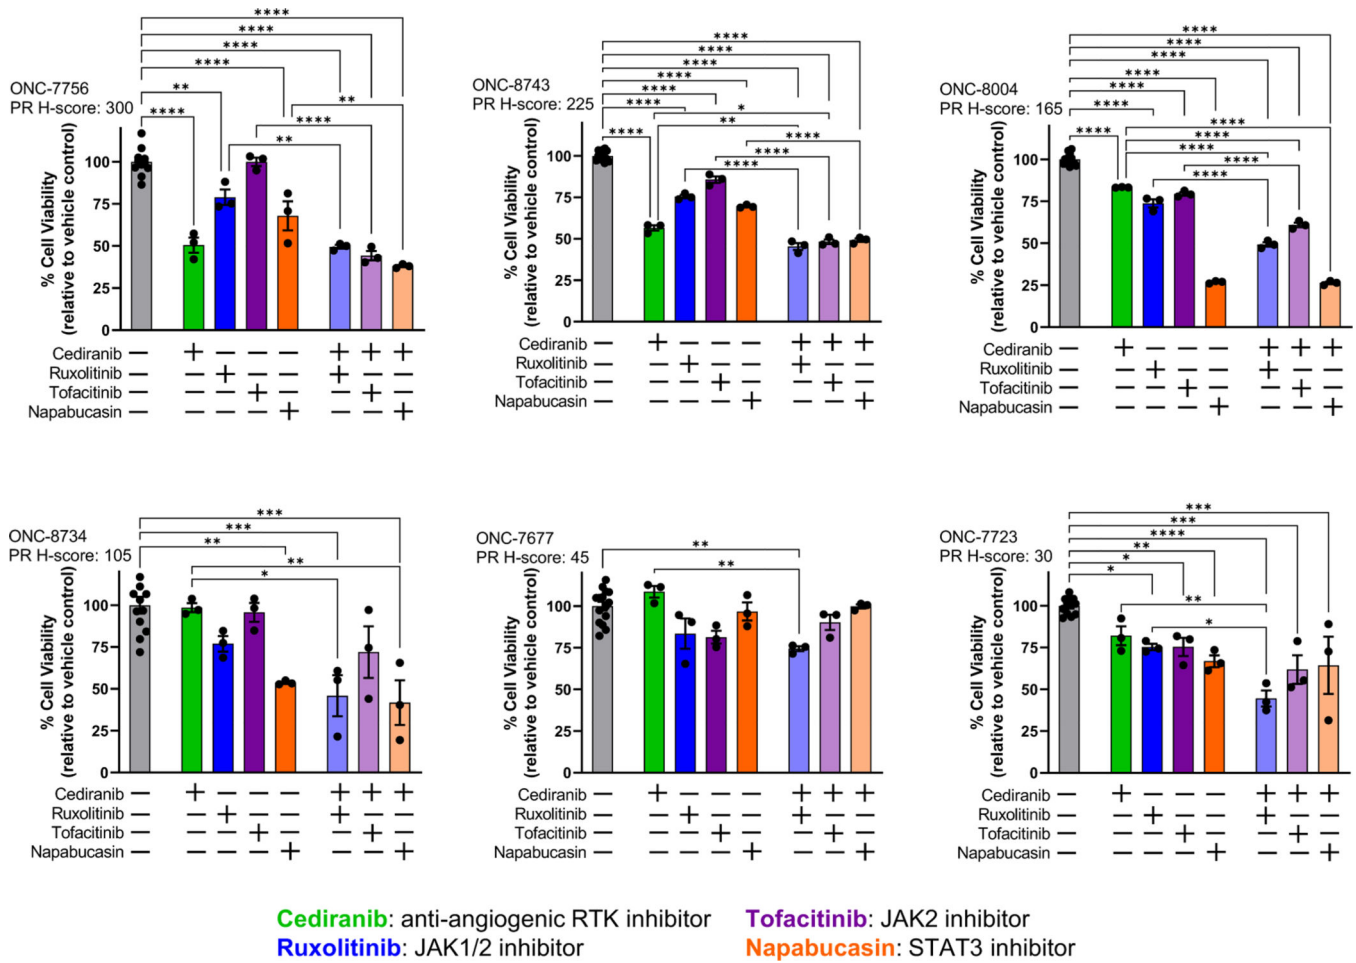 ONC-7756
PR H-score: 300
****
****
****
****
**
**
****
****
**
% Cell Viability
(relative to vehicle control)
100
75
50
25
0
Cediranib — + — — — + + +
Ruxolitinib — — + — — + — —
Tofacitinib — — — + — — + —
Napabucasin — — — — + — — +
ONC-8743
PR H-score: 225
****
****
****
****
****
****
*
**
****
****
****
****
% Cell Viability
(relative to vehicle control)
100
75
50
25
0
Cediranib — + — — — + + +
Ruxolitinib — — + — — + — —
Tofacitinib — — — + — — + —
Napabucasin — — — — + — — +
ONC-8004
PR H-score: 165
****
****
****
****
****
****
****
****
****
****
****
****
% Cell Viability
(relative to vehicle control)
100
75
50
25
0
Cediranib — + — — — + + +
Ruxolitinib — — + — — + — —
Tofacitinib — — — + — — + —
Napabucasin — — — — + — — +
ONC-8734
PR H-score: 105
***
***
**
**
*
% Cell Viability
(relative to vehicle control)
100
75
50
25
0
Cediranib — + — — — + + +
Ruxolitinib — — + — — + — —
Tofacitinib — — — + — — + —
Napabucasin — — — — + — — +
ONC-7677
PR H-score: 45
**
**
% Cell Viability
(relative to vehicle control)
100
75
50
25
0
Cediranib — + — — — + + +
Ruxolitinib — — + — — + — —
Tofacitinib — — — + — — + —
Napabucasin — — — — + — — +
ONC-7723
PR H-score: 30
***
***
****
**
*
*
**
*
% Cell Viability
(relative to vehicle control)
100
75
50
25
0
Cediranib — + — — — + + +
Ruxolitinib — — + — — + — —
Tofacitinib — — — + — — + —
Napabucasin — — — — + — — +
Cediranib: anti-angiogenic RTK inhibitor
Tofacitinib: JAK2 inhibitor
Ruxolitinib: JAK1/2 inhibitor
Napabucasin: STAT3 inhibitor